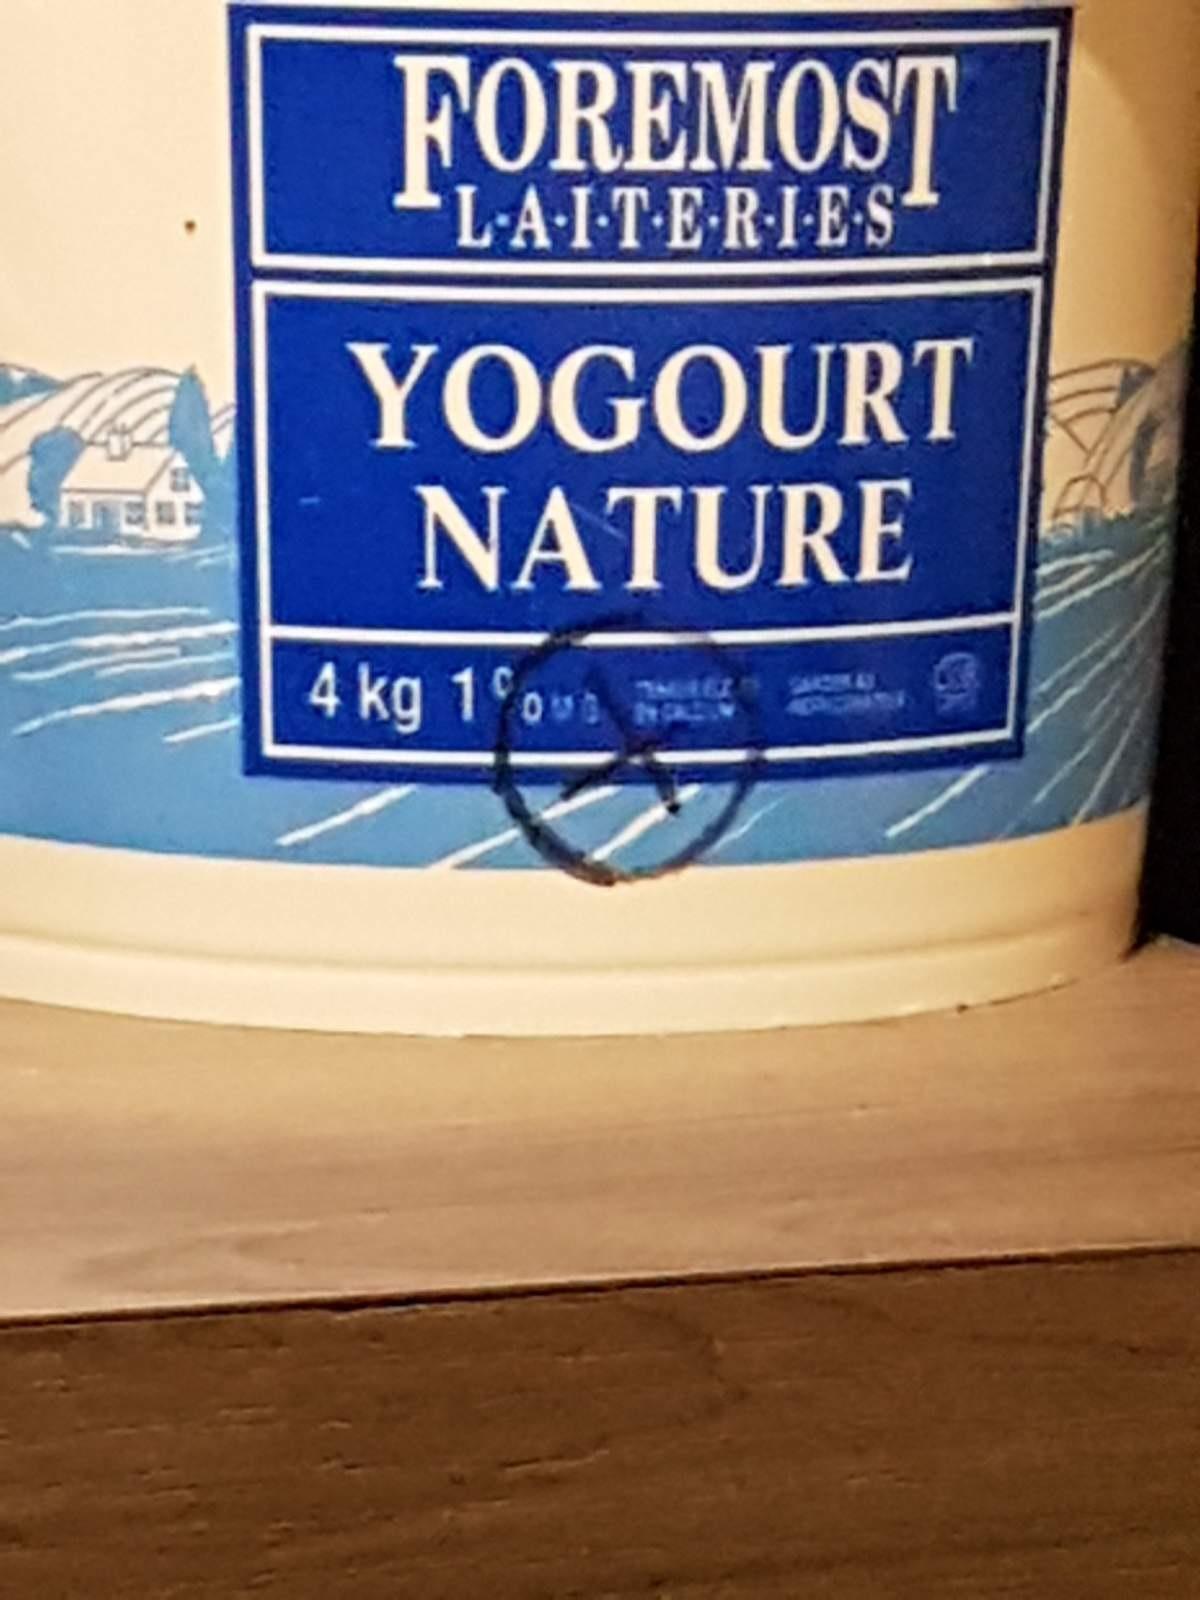 FOREMOST
L·A·I·T·E·R·I·E·S
YOGOURT
NATURE
4 kg 1% M.G.